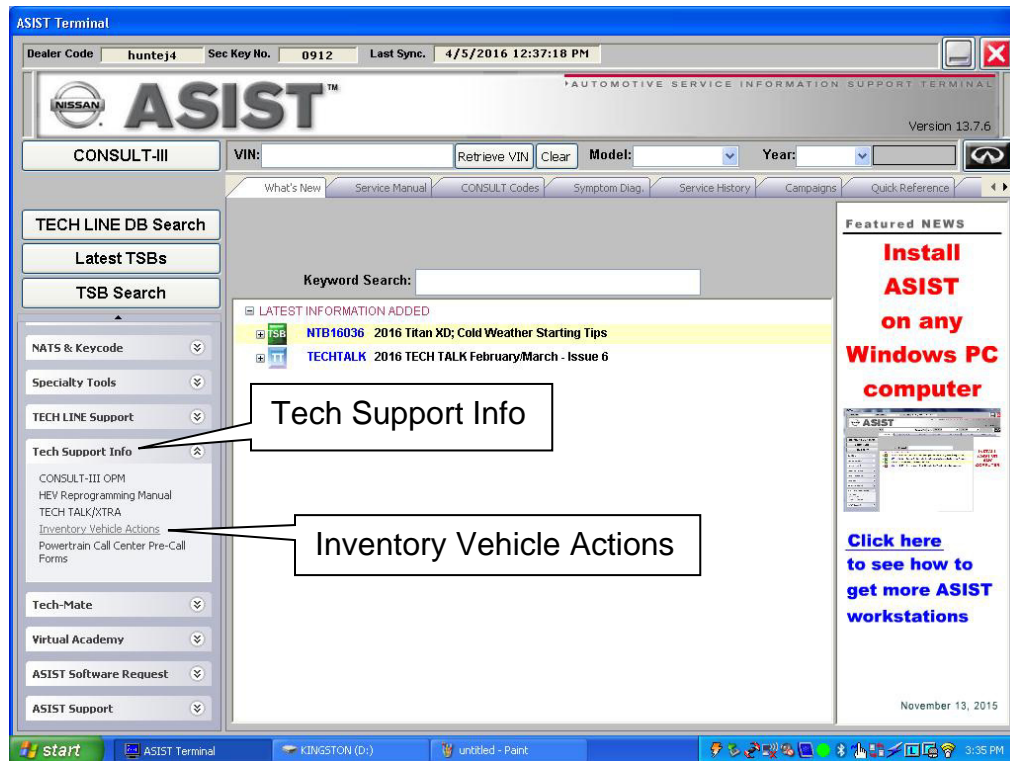 ASIST Terminal
Dealer Code huntej4 Sec Key No. 0912 Last Sync. 4/5/2016 12:37:18 PM
NISSAN ASIST™
AUTOMOTIVE SERVICE INFORMATION SUPPORT TERMINAL
Version 13.7.6
CONSULT-III
VIN: Retrieve VIN Clear Model: Year:
What's New Service Manual CONSULT Codes Symptom Diag. Service History Campaigns Quick Reference
TECH LINE DB Search
Latest TSBs
TSB Search
NATS & Keycode
Specialty Tools
TECH LINE Support
Tech Support Info
CONSULT-III OPM
HEV Reprogramming Manual
TECH TALK/XTRA
Inventory Vehicle Actions
Powertrain Call Center Pre-Call
Forms
Tech-Mate
Virtual Academy
ASIST Software Request
ASIST Support
Keyword Search:
LATEST INFORMATION ADDED
TSB NTB16036 2016 Titan XD; Cold Weather Starting Tips
TT TECHTALK 2016 TECH TALK February/March - Issue 6
Tech Support Info
Inventory Vehicle Actions
Featured NEWS
Install
ASIST
on any
Windows PC
computer
ASIST
Click here
to see how to
get more ASIST
workstations
November 13, 2015
start ASIST Terminal KINGSTON (D:) untitled - Paint 3:35 PM